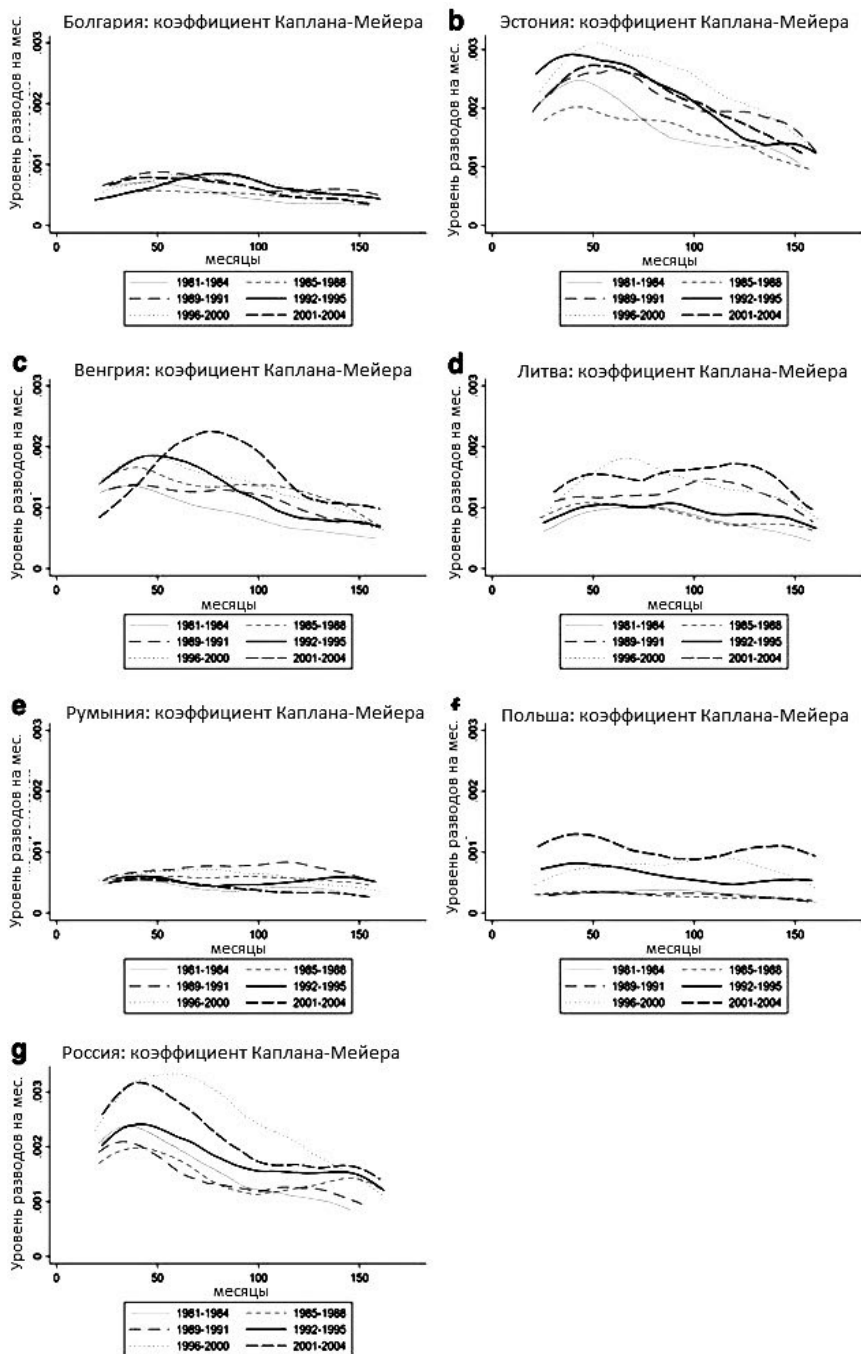 Болгария: коэффициент Каплана-Мейера
Уровень разводов на мес.
.003
.002
.001
0
0 50 100 150
месяцы
1981-1984 1985-1988
1989-1991 1992-1995
1996-2000 2001-2004
b Эстония: коэффициент Каплана-Мейера
Уровень разводов на мес.
.003
.002
.001
0
0 50 100 150
месяцы
1981-1984 1985-1988
1989-1991 1992-1995
1996-2000 2001-2004
c Венгрия: коэфициент Каплана-Мейера
Уровень разводов на мес.
.003
.002
.001
0
0 50 100 150
месяцы
1981-1984 1985-1988
1989-1991 1992-1995
1996-2000 2001-2004
d Литва: коэффициент Каплана-Мейера
Уровень разводов на мес.
.003
.002
.001
0
0 50 100 150
месяцы
1981-1984 1985-1988
1989-1991 1992-1995
1996-2000 2001-2004
e Румыния: коэффициент Каплана-Мейера
Уровень разводов на мес.
.003
.002
.001
0
0 50 100 150
месяцы
1981-1984 1985-1988
1989-1991 1992-1995
1996-2000 2001-2004
f Польша: коэффициент Каплана-Мейера
Уровень разводов на мес.
.003
.002
.001
0
0 50 100 150
месяцы
1981-1984 1985-1988
1989-1991 1992-1995
1996-2000 2001-2004
g Россия: коэффициент Каплана-Мейера
Уровень разводов на мес.
.003
.002
.001
0
0 50 100 150
месяцы
1981-1984 1985-1988
1989-1991 1992-1995
1996-2000 2001-2004